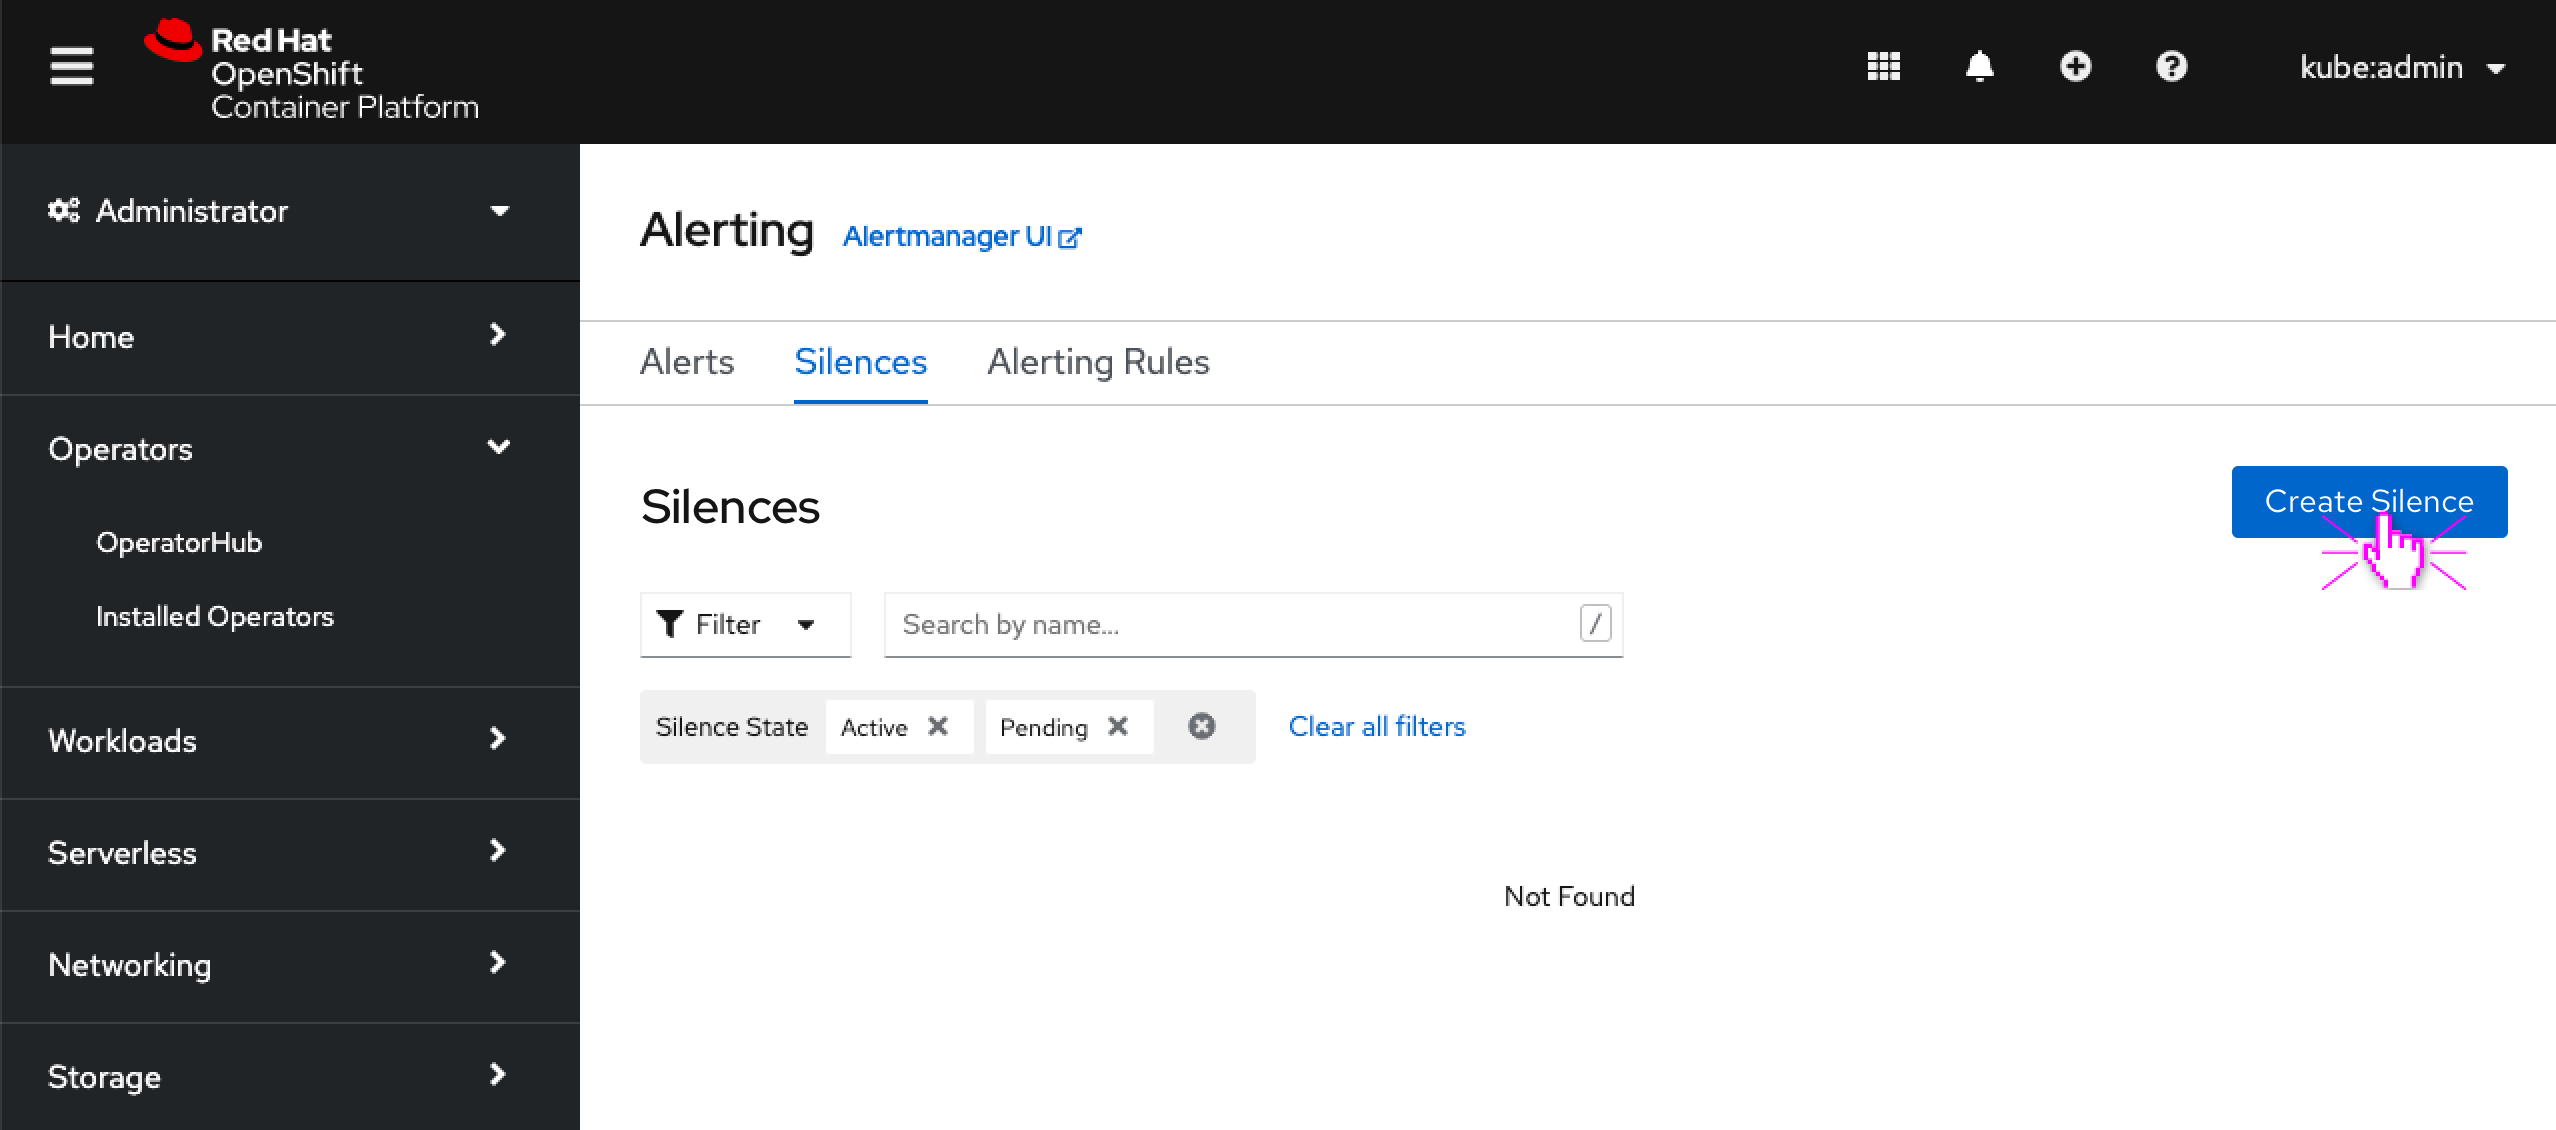 Red Hat
OpenShift
Container Platform
kube:admin
Administrator
Home
Operators
OperatorHub
Installed Operators
Workloads
Serverless
Networking
Storage
Alerting Alertmanager UI
Alerts Silences Alerting Rules
Silences
Create Silence
Filter Search by name... /
Silence State Active Pending Clear all filters
Not Found